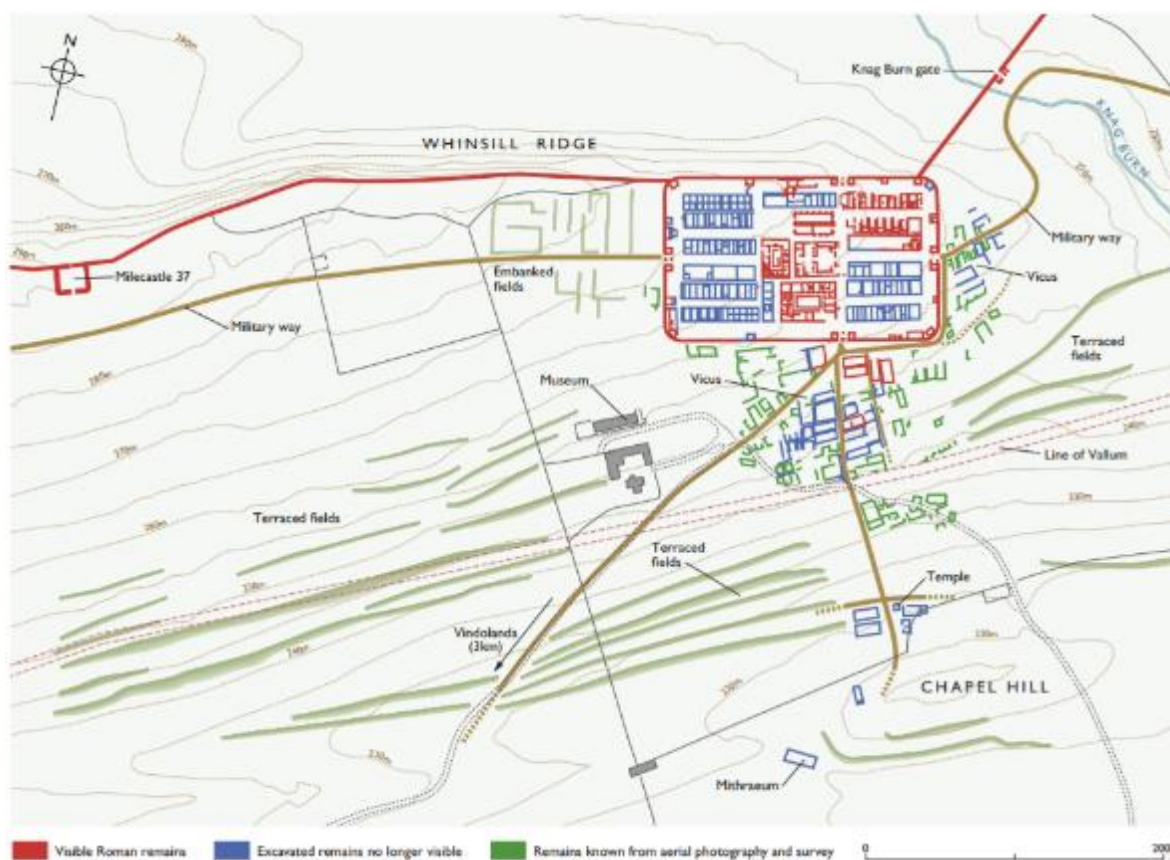 N
Knag Burn gate
KNAG BURN
WHINSILL RIDGE
Milecastle 37
Embanked
fields
Military way
Vicus
Military way
Terraced
fields
Museum
Vicus
Line of Vallum
Terraced fields
Terraced
fields
Temple
Vindolanda
(3km)
CHAPEL HILL
Mithraeum
Visible Roman remains
Excavated remains no longer visible
Remains known from aerial photography and survey
0
200